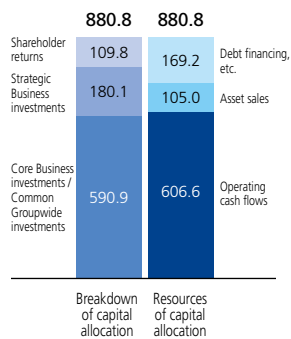 880.8 880.8
Shareholder
returns
109.8
169.2
Debt financing,
etc.
Strategic
Business
investments
180.1
105.0
Asset sales
Core Business
investments /
Common
Groupwide
investments
590.9
606.6
Operating
cash flows
Breakdown
of capital
allocation
Resources
of capital
allocation